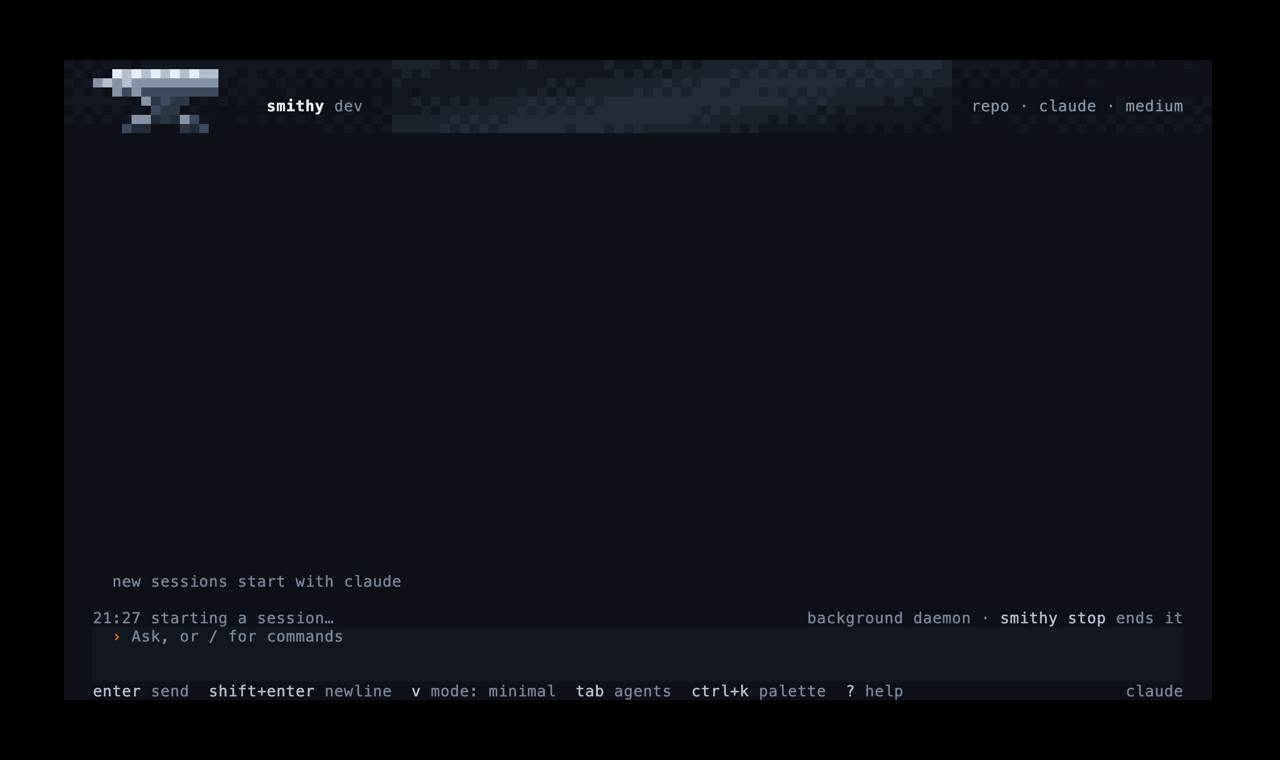 smithy dev
repo · claude · medium
new sessions start with claude
21:27 starting a session…
background daemon · smithy stop ends it
› Ask, or / for commands
enter send  shift+enter newline  v mode: minimal  tab agents  ctrl+k palette  ? help
claude